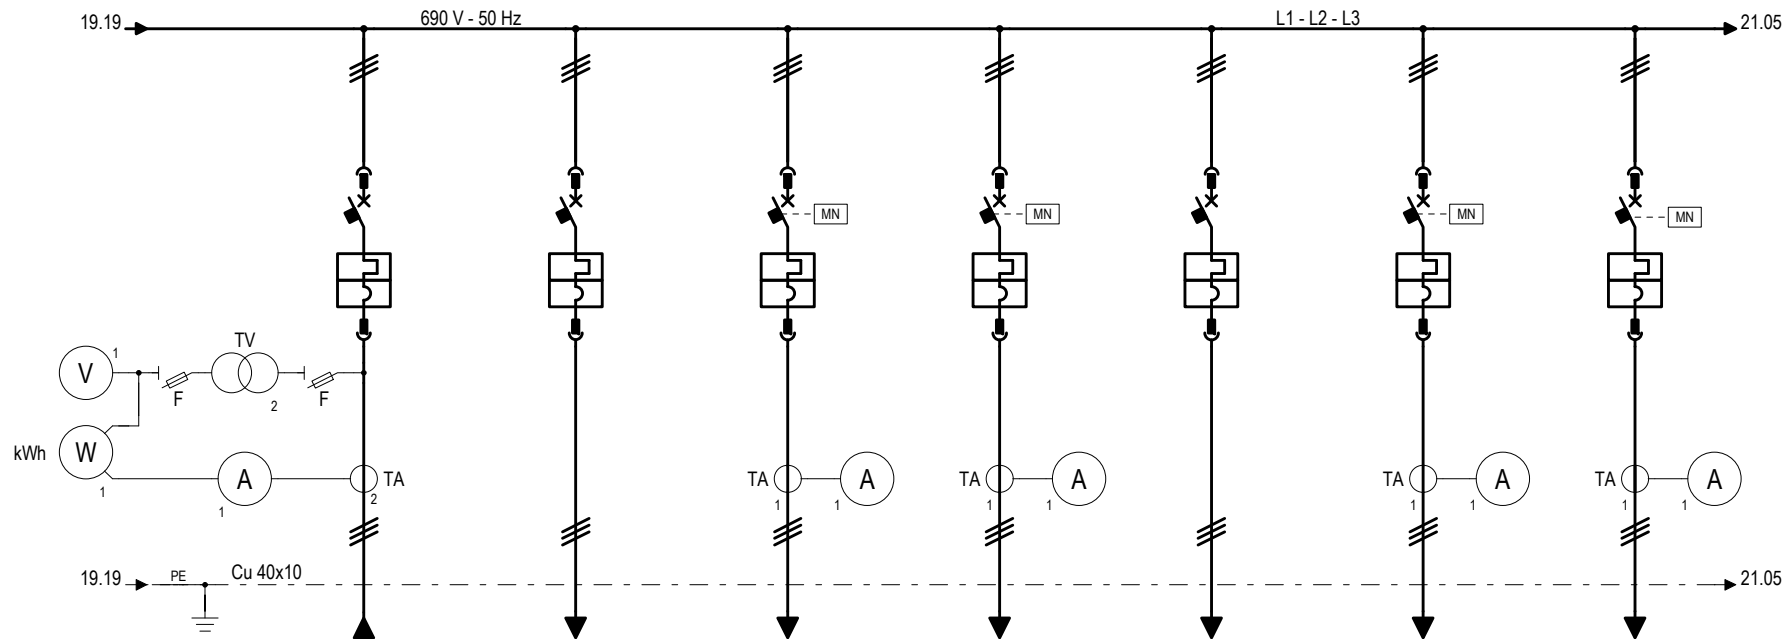 19.19 690 V - 50 Hz L1 - L2 - L3 21.05
MN MN MN MN
TV
V 1 F 2 F
kWh W 1 A 1 TA 2 TA 1 A 1 TA 1 A 1 TA 1 A 1 TA 1 A 1
19.19 PE Cu 40x10 21.05